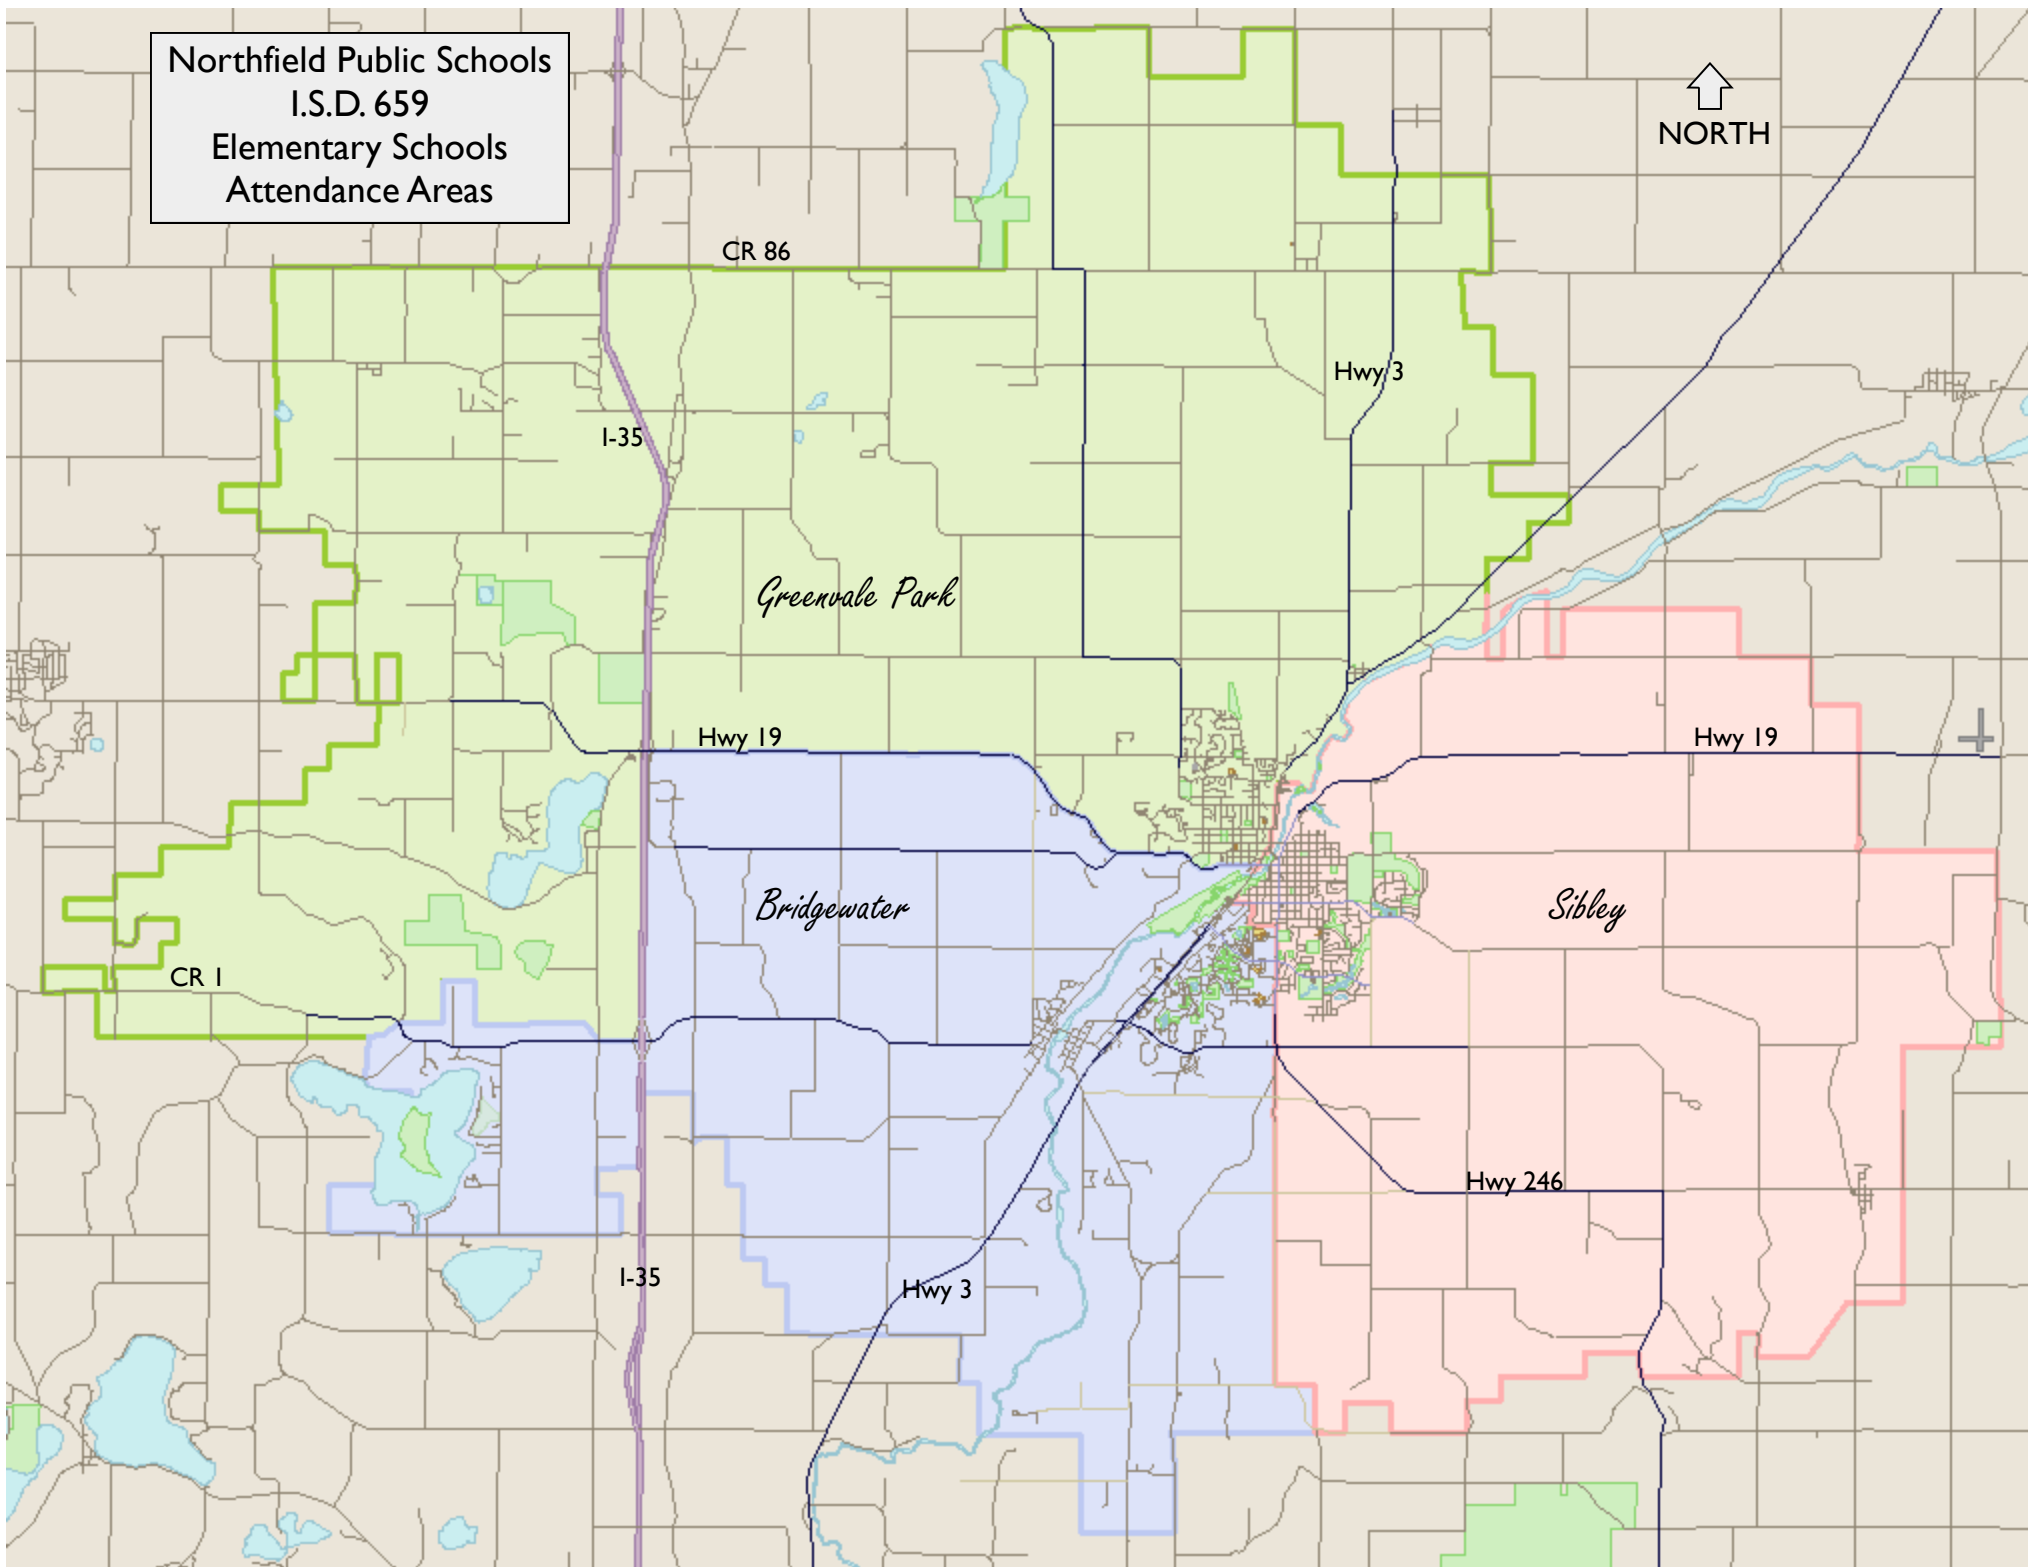 Northfield Public Schools
I.S.D. 659
Elementary Schools
Attendance Areas
NORTH
CR 86
Hwy 3
I-35
Greenvale Park
Hwy 19
Hwy 19
Bridgewater
Sibley
CR 1
Hwy 246
I-35
Hwy 3